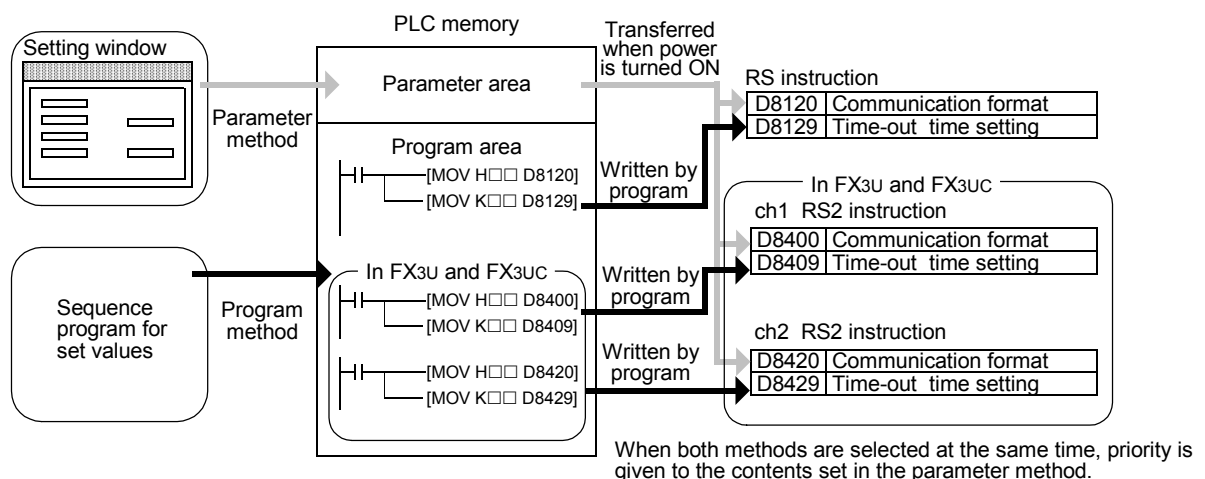 Setting window
Parameter
method
PLC memory
Parameter area
Transferred
when power
is turned ON
Program area
[MOV H□□ D8120]
[MOV K□□ D8129]
Written by
program
RS instruction
D8120 Communication format
D8129 Time-out time setting
Sequence
program for
set values
Program
method
In FX3U and FX3UC
[MOV H□□ D8400]
[MOV K□□ D8409]
[MOV H□□ D8420]
[MOV K□□ D8429]
Written by
program
Written by
program
In FX3U and FX3UC
ch1 RS2 instruction
D8400 Communication format
D8409 Time-out time setting
ch2 RS2 instruction
D8420 Communication format
D8429 Time-out time setting
When both methods are selected at the same time, priority is
given to the contents set in the parameter method.